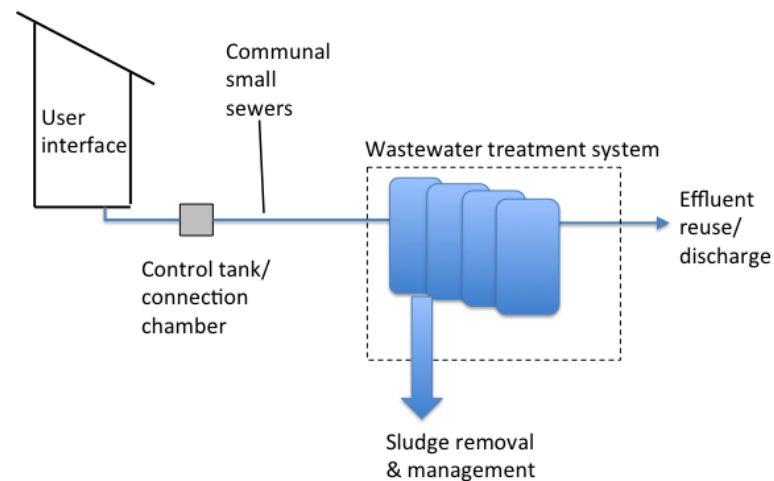 Communal
small
sewers
User
interface
Wastewater treatment system
Effluent
reuse/
discharge
Control tank/
connection
chamber
Sludge removal
& management